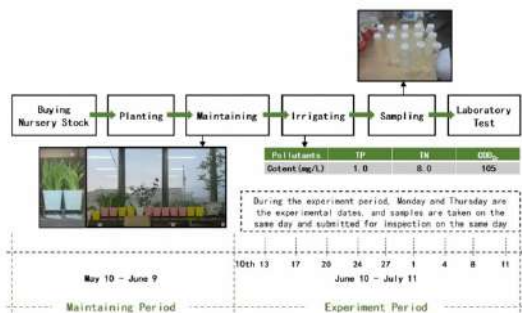 Buying
Nursery Stock
Planting
Maintaining
Irrigating
Sampling
Laboratory
Test
Pollutants TP TN COD
Cotent(mg/L) 1.0 8.0 105
During the experiment period, Monday and Thursday are
the experimental dates, and samples are taken on the
same day and submitted for inspection on the same day
10th 13 17 20 24 27 1 4 8 11
May 10 - June 9
June 10 - July 11
Maintaining Period
Experiment Period